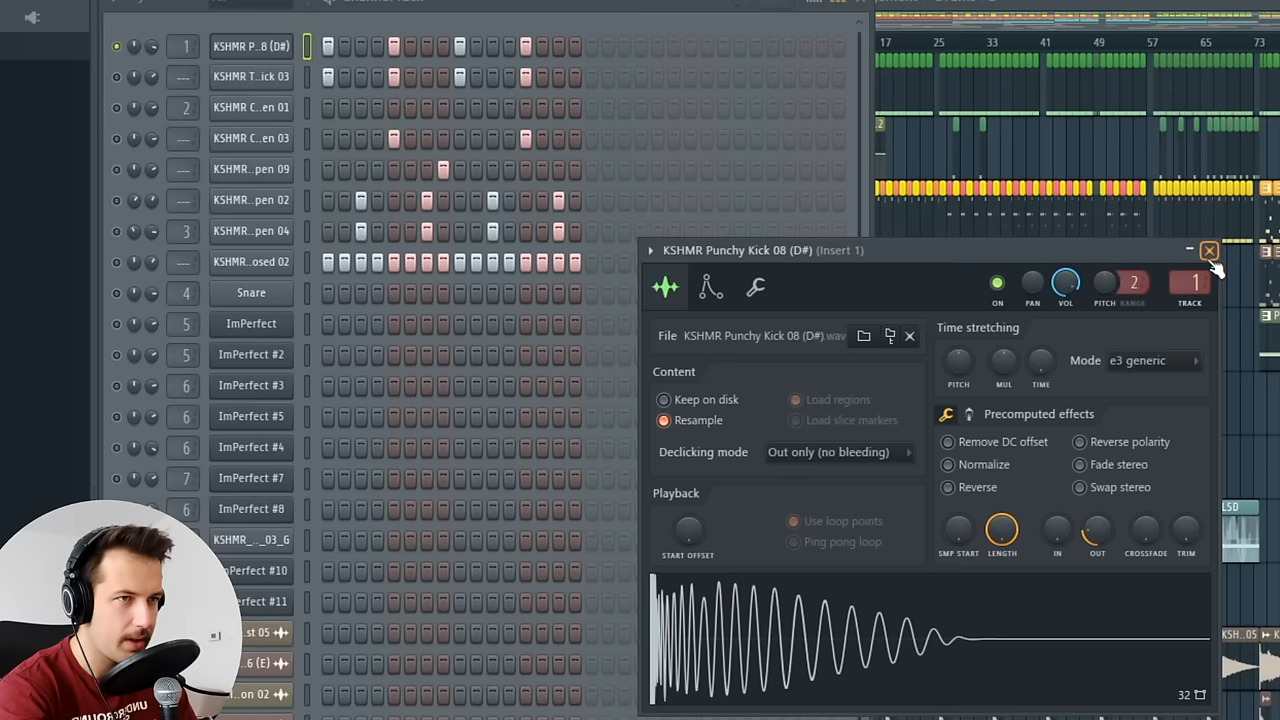 17 25 33 41 49 57 65 73
1 KSHMR P..8 (D#)
--- KSHMR T..ick 03
2 KSHMR C..en 01
--- KSHMR C..en 03
--- KSHMR..pen 09
--- KSHMR..pen 02
3 KSHMR..pen 04
--- KSHMR..osed 02
4 Snare
5 ImPerfect
5 ImPerfect #2
6 ImPerfect #3
6 ImPerfect #5
6 ImPerfect #4
7 ImPerfect #7
6 ImPerfect #8
KSHMR_..._03_G
mPerfect #10
Perfect #11
..st 05
..6 (E)
..on 02
.2
KSHMR Punchy Kick 08 (D#) (Insert 1)
2 1
ON PAN VOL PITCH RANGE TRACK
File KSHMR Punchy Kick 08 (D#).wav
Content
Keep on disk Load regions
Resample Load slice markers
Declicking mode Out only (no bleeding)
Playback
Use loop points
Ping pong loop
START OFFSET
Time stretching
Mode e3 generic
PITCH MUL TIME
Precomputed effects
Remove DC offset Reverse polarity
Normalize Fade stereo
Reverse Swap stereo
SMP START LENGTH IN OUT CROSSFADE TRIM
32
LSD
KSH..05